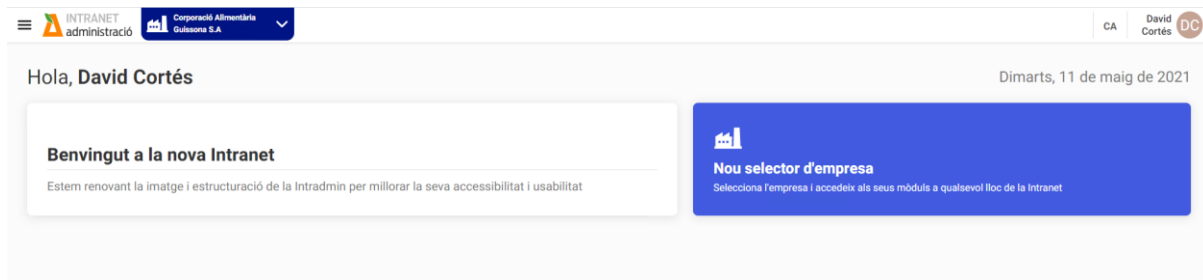 INTRANET
administració
Corporació Alimentària
Guissona S.A
CA
David
Cortés
DC
Hola, David Cortés
Dimarts, 11 de maig de 2021
Benvingut a la nova Intranet
Estem renovant la imatge i estructuració de la Intradmin per millorar la seva accessibilitat i usabilitat
Nou selector d'empresa
Selecciona l'empresa i accedeix als seus mòduls a qualsevol lloc de la Intranet